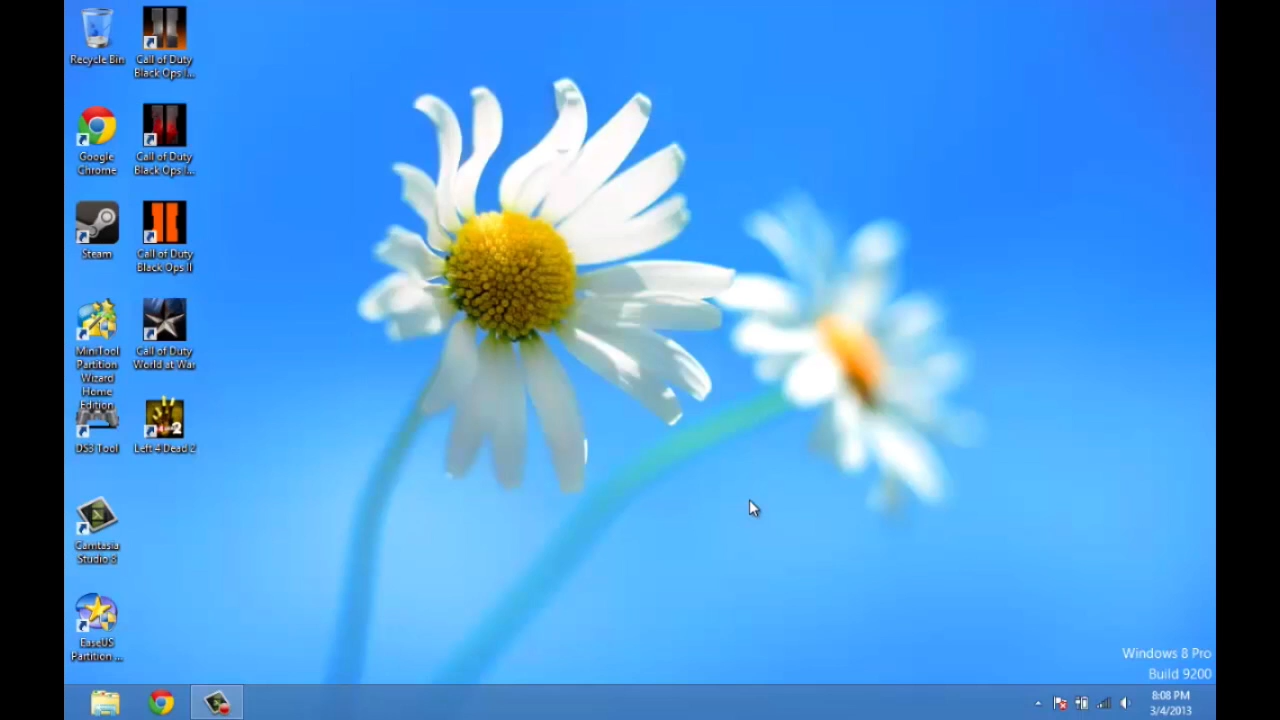 Recycle Bin
Call of Duty
Black Ops I...
Google
Chrome
Call of Duty
Black Ops I...
Steam
Call of Duty
Black Ops II
MiniTool
Partition
Wizard
Home
Edition
Call of Duty
World at War
DS3 Tool
Left 4 Dead 2
Camtasia
Studio 8
EaseUS
Partition ...
Windows 8 Pro
Build 9200
8:08 PM
3/4/2013